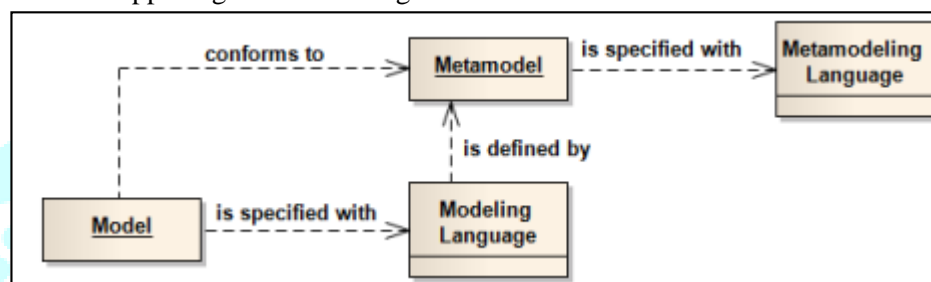 conforms to
Metamodel
is specified with
Metamodeling
Language
is defined by
Model
is specified with
Modeling
Language